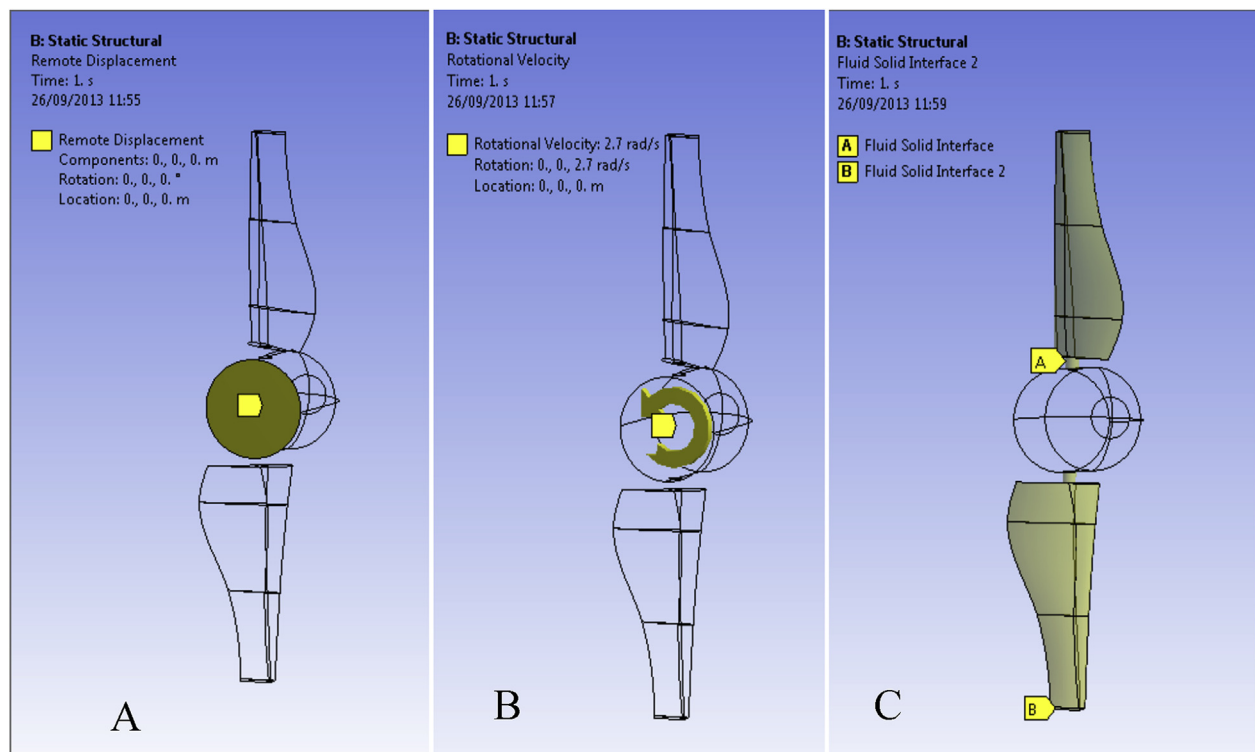 B: Static Structural
Remote Displacement
Time: 1. s
26/09/2013 11:55
Remote Displacement
Components: 0., 0., 0. m
Rotation: 0., 0., 0. °
Location: 0., 0., 0. m
A
B: Static Structural
Rotational Velocity
Time: 1. s
26/09/2013 11:57
Rotational Velocity: 2.7 rad/s
Rotation: 0., 0., 2.7 rad/s
Location: 0., 0., 0. m
B
B: Static Structural
Fluid Solid Interface 2
Time: 1. s
26/09/2013 11:59
A Fluid Solid Interface
B Fluid Solid Interface 2
A
B
C